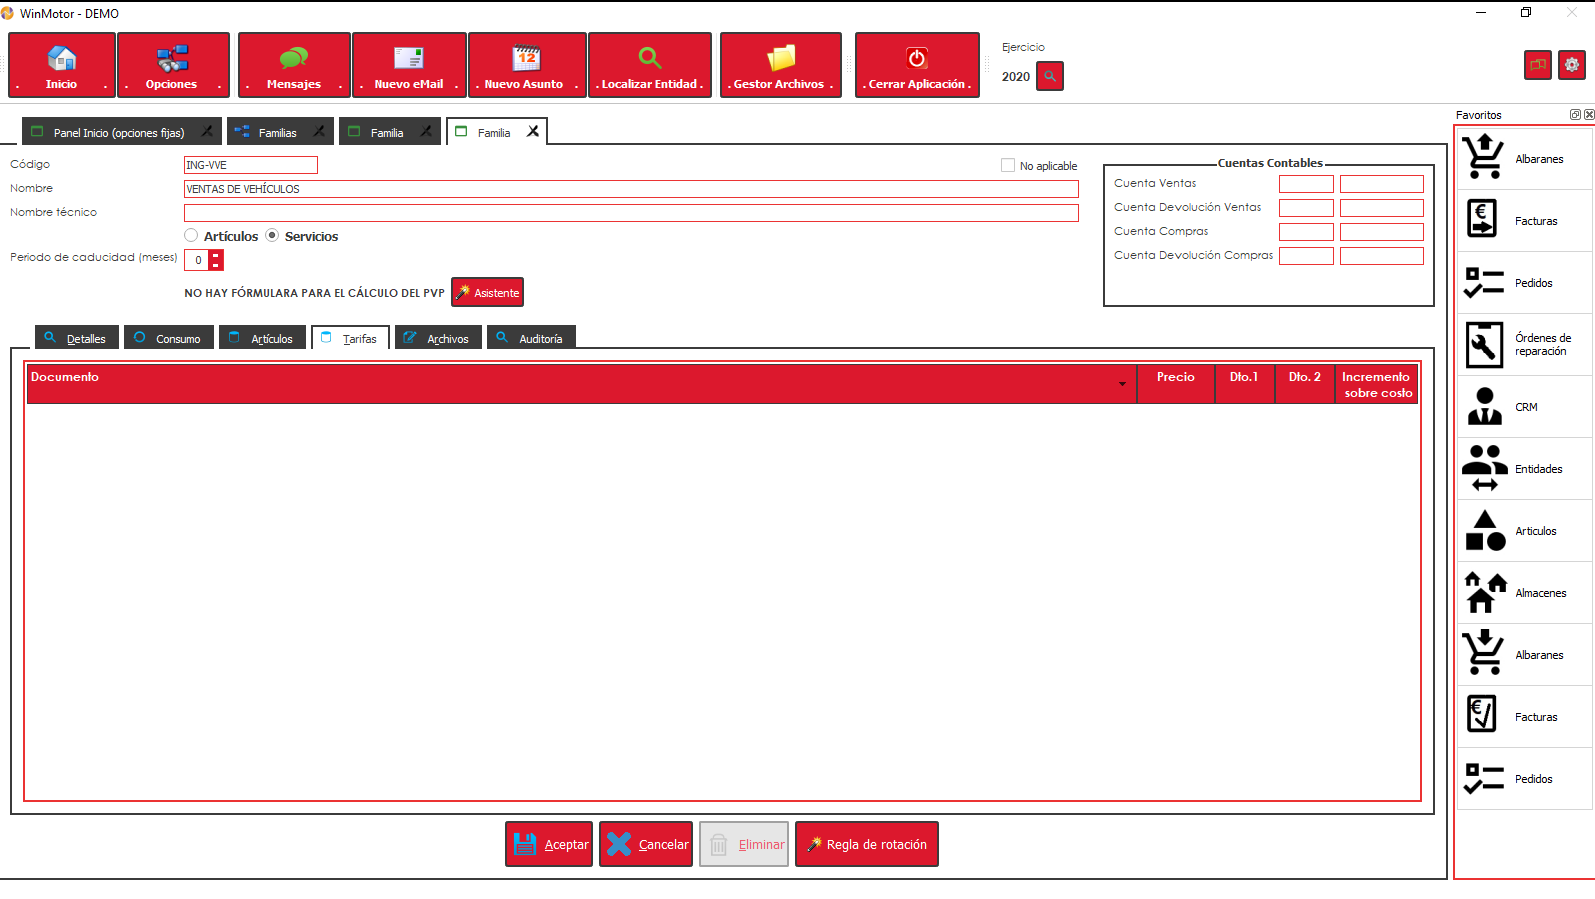 WinMotor - DEMO
. Inicio .
. Opciones .
. Mensajes .
. Nuevo eMail .
. Nuevo Asunto .
. Localizar Entidad .
. Gestor Archivos .
. Cerrar Aplicación .
Ejercicio
2020
Panel Inicio (opciones fijas)
Familias
Familia
Familia
Favoritos
Código
ING-VVE
No aplicable
Nombre
VENTAS DE VEHÍCULOS
Nombre técnico
Artículos
Servicios
Periodo de caducidad (meses)
0
NO HAY FÓRMULARA PARA EL CÁLCULO DEL PVP
Asistente
Cuentas Contables
Cuenta Ventas
Cuenta Devolución Ventas
Cuenta Compras
Cuenta Devolución Compras
Detalles
Consumo
Artículos
Tarifas
Archivos
Auditoría
Documento
Precio
Dto.1
Dto. 2
Incremento
sobre costo
Aceptar
Cancelar
Eliminar
Regla de rotación
Albaranes
Facturas
Pedidos
Órdenes de
reparación
CRM
Entidades
Articulos
Almacenes
Albaranes
Facturas
Pedidos
12